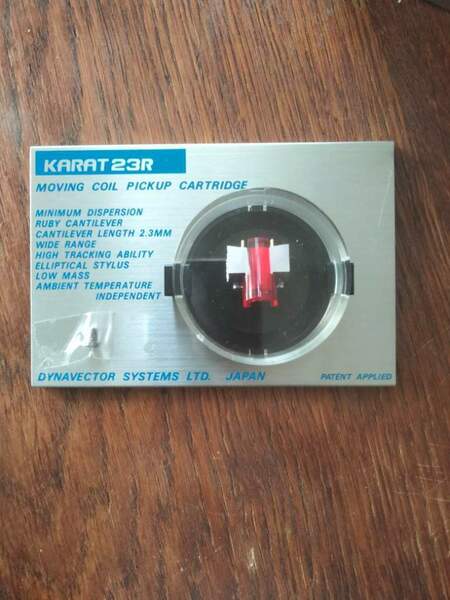 KARAT 23R
MOVING COIL PICKUP CARTRIDGE
MINIMUM DISPERSION
RUBY CANTILEVER
CANTILEVER LENGTH 2.3MM
WIDE RANGE
HIGH TRACKING ABILITY
ELLIPTICAL STYLUS
LOW MASS
AMBIENT TEMPERATURE
INDEPENDENT
DYNAVECTOR SYSTEMS LTD. JAPAN
PATENT APPLIED